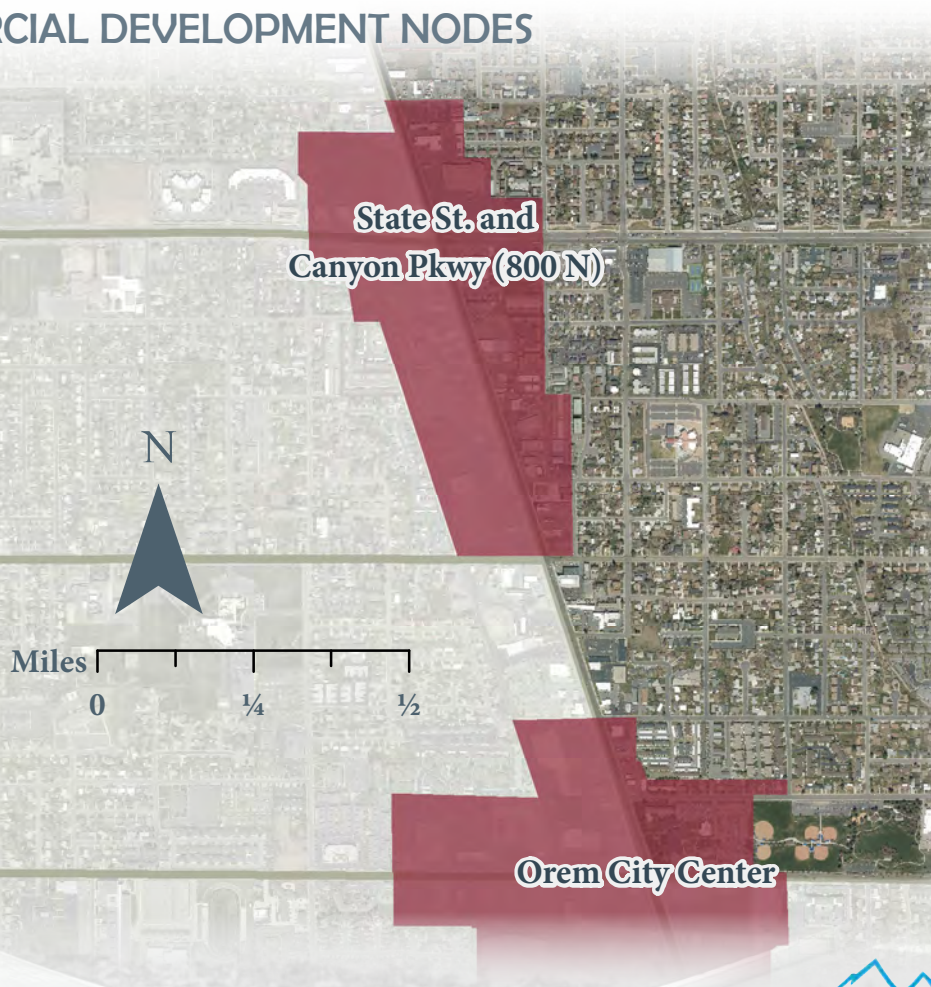 RCIAL DEVELOPMENT NODES
State St. and
Canyon Pkwy (800 N)
N
Miles
0 ¼ ½
Orem City Center